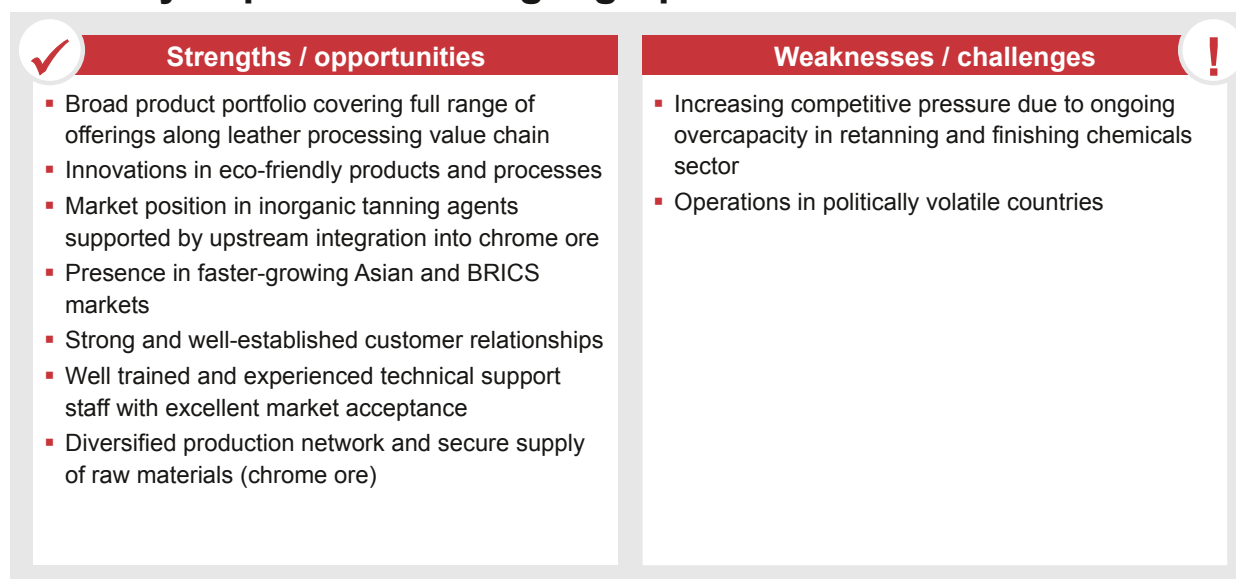 Strengths / opportunities
▪ Broad product portfolio covering full range of
offerings along leather processing value chain
▪ Innovations in eco-friendly products and processes
▪ Market position in inorganic tanning agents
supported by upstream integration into chrome ore
▪ Presence in faster-growing Asian and BRICS
markets
▪ Strong and well-established customer relationships
▪ Well trained and experienced technical support
staff with excellent market acceptance
▪ Diversified production network and secure supply
of raw materials (chrome ore)
Weaknesses / challenges
!
▪ Increasing competitive pressure due to ongoing
overcapacity in retanning and finishing chemicals
sector
▪ Operations in politically volatile countries